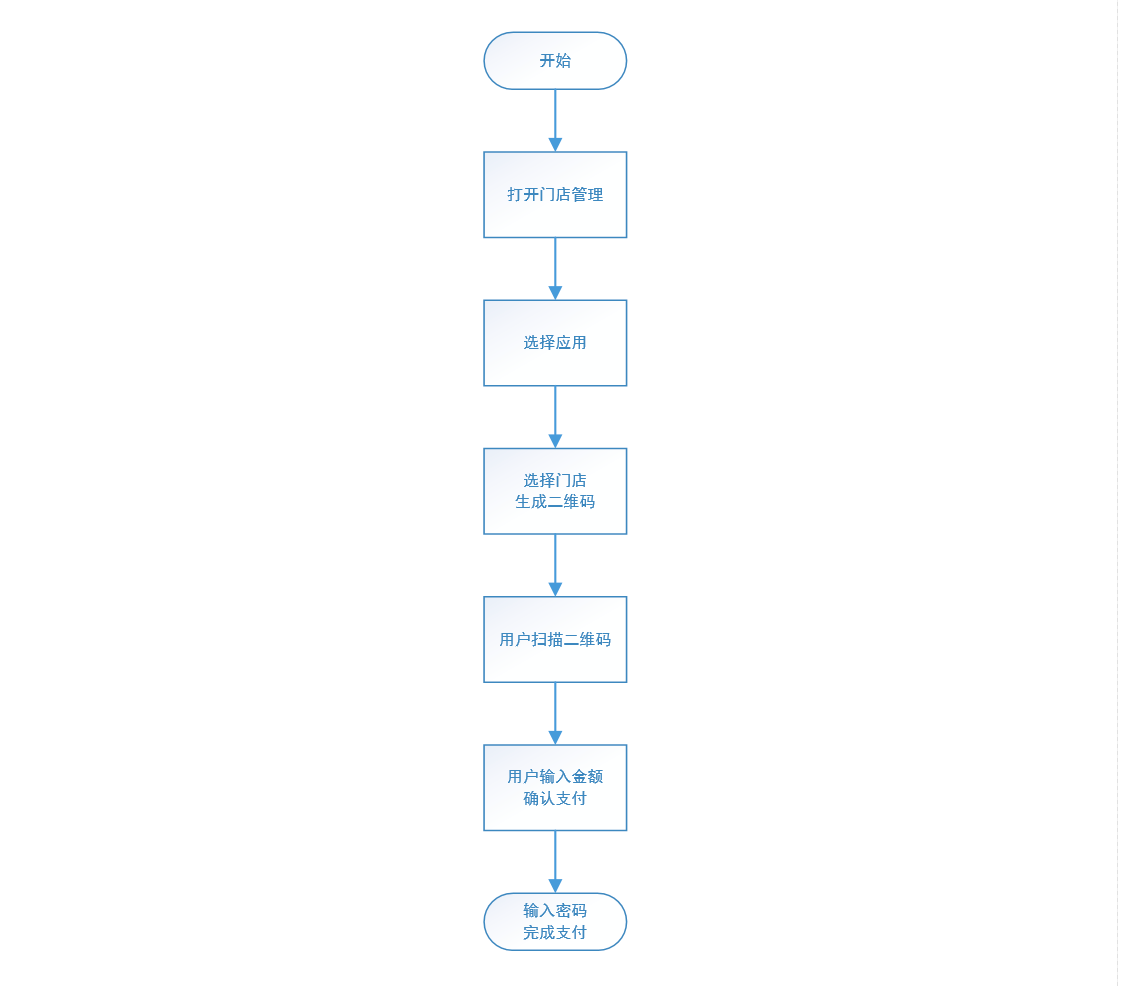 开始
打开门店管理
选择应用
选择门店
生成二维码
用户扫描二维码
用户输入金额
确认支付
输入密码
完成支付